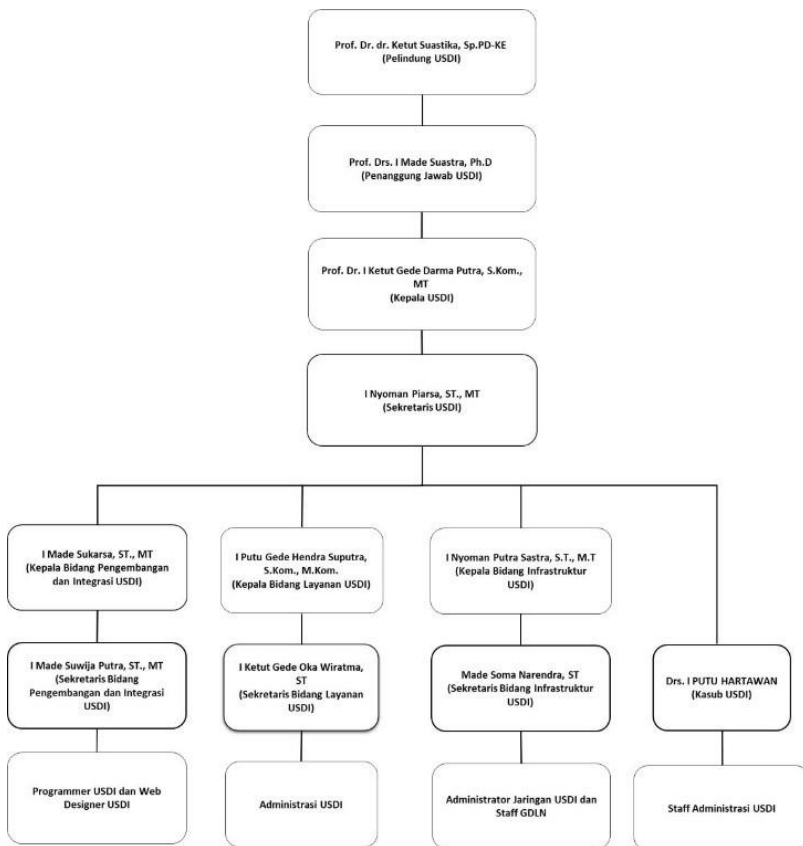 Prof. Dr. dr. Ketut Suastika, Sp.PD-KE
(Pelindung USDI)
Prof. Drs. I Made Suastra, Ph.D
(Penanggung Jawab USDI)
Prof. Dr. I Ketut Gede Darma Putra, S.Kom.,
MT
(Kepala USDI)
I Nyoman Piarsa, ST., MT
(Sekretaris USDI)
I Made Sukarsa, ST., MT
(Kepala Bidang Pengembangan
dan Integrasi USDI)
I Putu Gede Hendra Suputra,
S.Kom., M.Kom.
(Kepala Bidang Layanan USDI)
I Nyoman Putra Sastra, S.T., M.T
(Kepala Bidang Infrastruktur
USDI)
I Made Suwija Putra, ST., MT
(Sekretaris Bidang
Pengembangan dan Integrasi
USDI)
I Ketut Gede Oka Wiratma,
ST
(Sekretaris Bidang Layanan
USDI)
Made Soma Narendra, ST
(Sekretaris Bidang Infrastruktur
USDI)
Drs. I PUTU HARTAWAN
(Kasub USDI)
Programmer USDI dan Web
Designer USDI
Administrasi USDI
Administrator Jaringan USDI dan
Staff GDLN
Staff Administrasi USDI